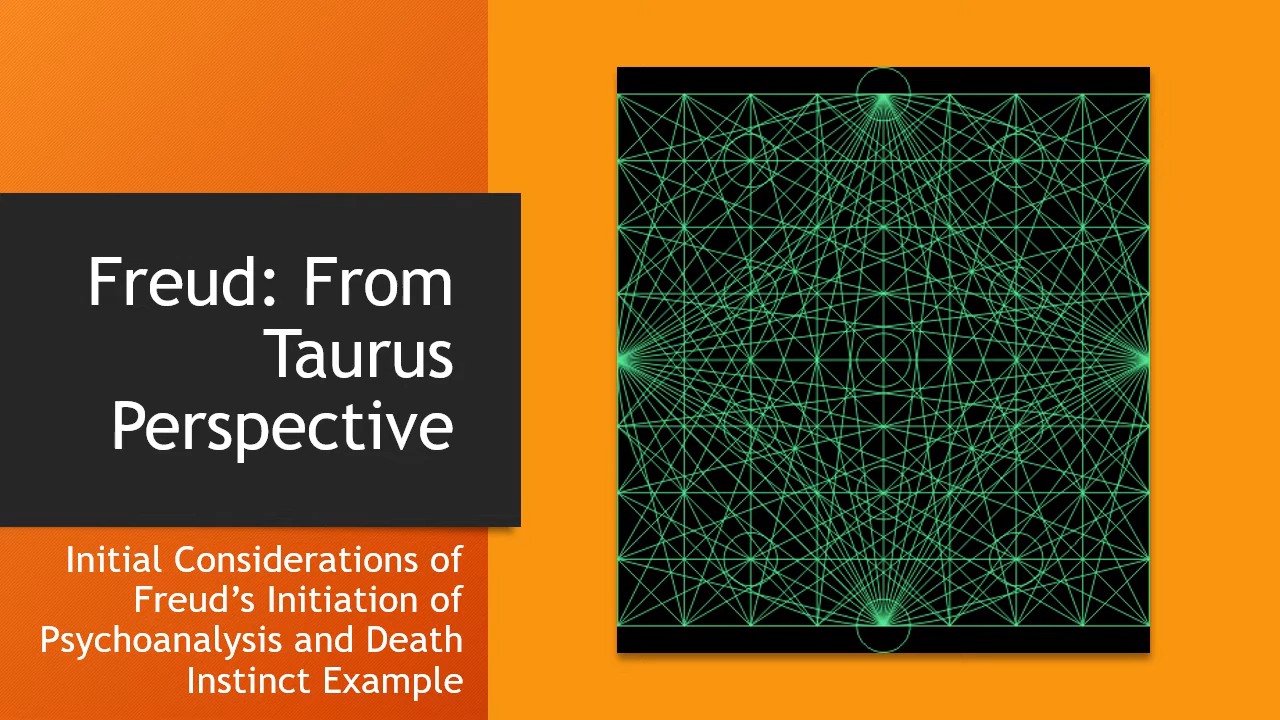 Freud: From
Taurus
Perspective
Initial Considerations of
Freud’s Initiation of
Psychoanalysis and Death
Instinct Example